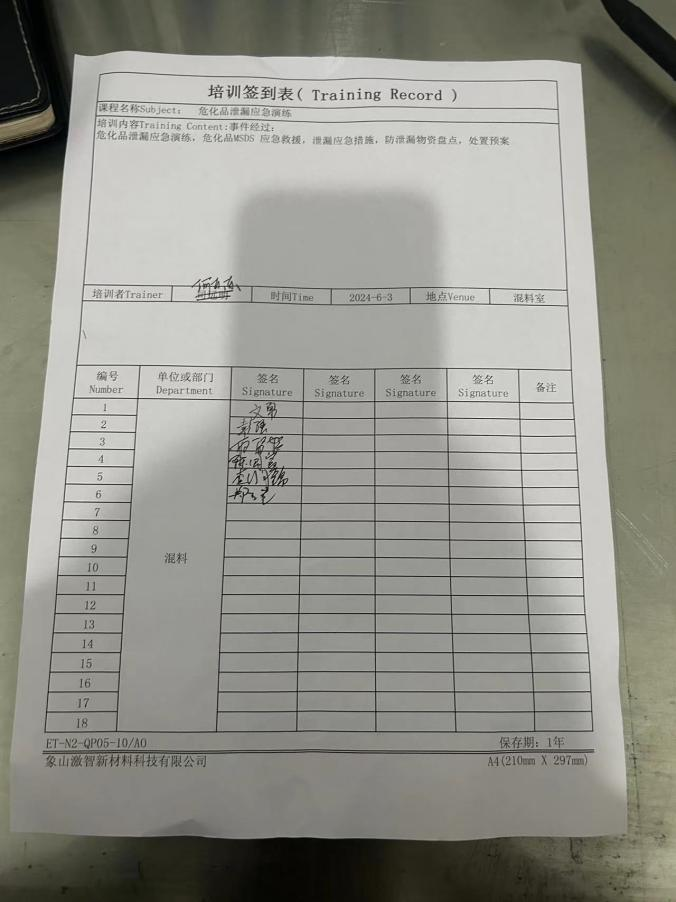 培训签到表( Training Record )
课程名称Subject: 危化品泄漏应急演练
培训内容Training Content:事件经过:
危化品泄漏应急演练, 危化品MSDS 应急救援, 泄漏应急措施, 防泄漏物资盘点, 处置预案
培训者Trainer 时间Time 2024-6-3 地点Venue 混料室
\
编号 单位或部门 签名 签名 签名 签名 备注
Number Department Signature Signature Signature Signature
1 文勇
2
3
4
5
6
7
8
9
混料
10
11
12
13
14
15
16
17
18
ET-N2-QP05-10/A0 保存期: 1年
象山激智新材料科技有限公司 A4(210mm X 297mm)